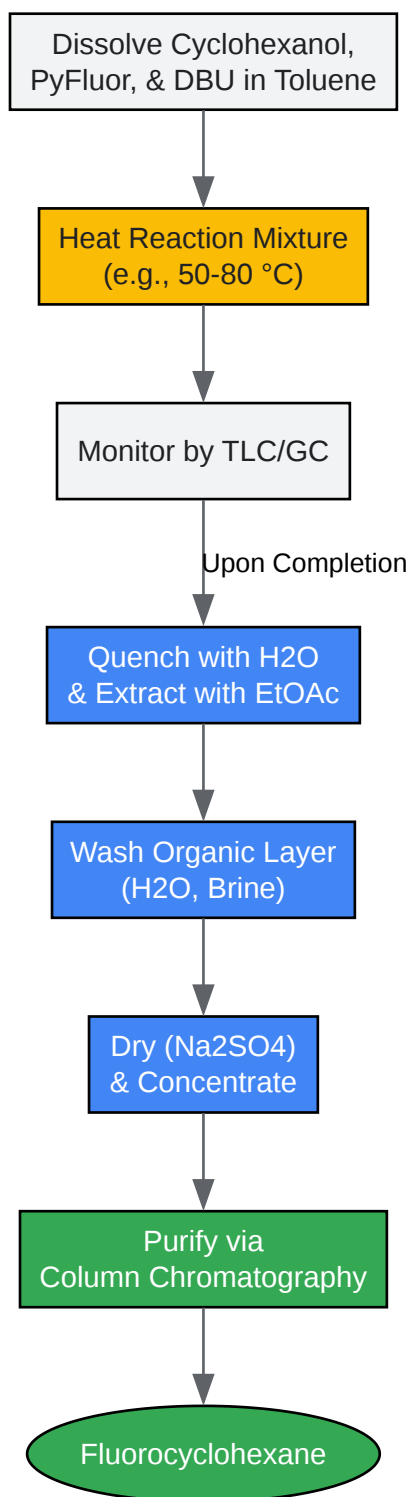 Dissolve Cyclohexanol,
PyFluor, & DBU in Toluene
Heat Reaction Mixture
(e.g., 50-80 °C)
Monitor by TLC/GC
Upon Completion
Quench with H2O
& Extract with EtOAc
Wash Organic Layer
(H2O, Brine)
Dry (Na2SO4)
& Concentrate
Purify via
Column Chromatography
Fluorocyclohexane